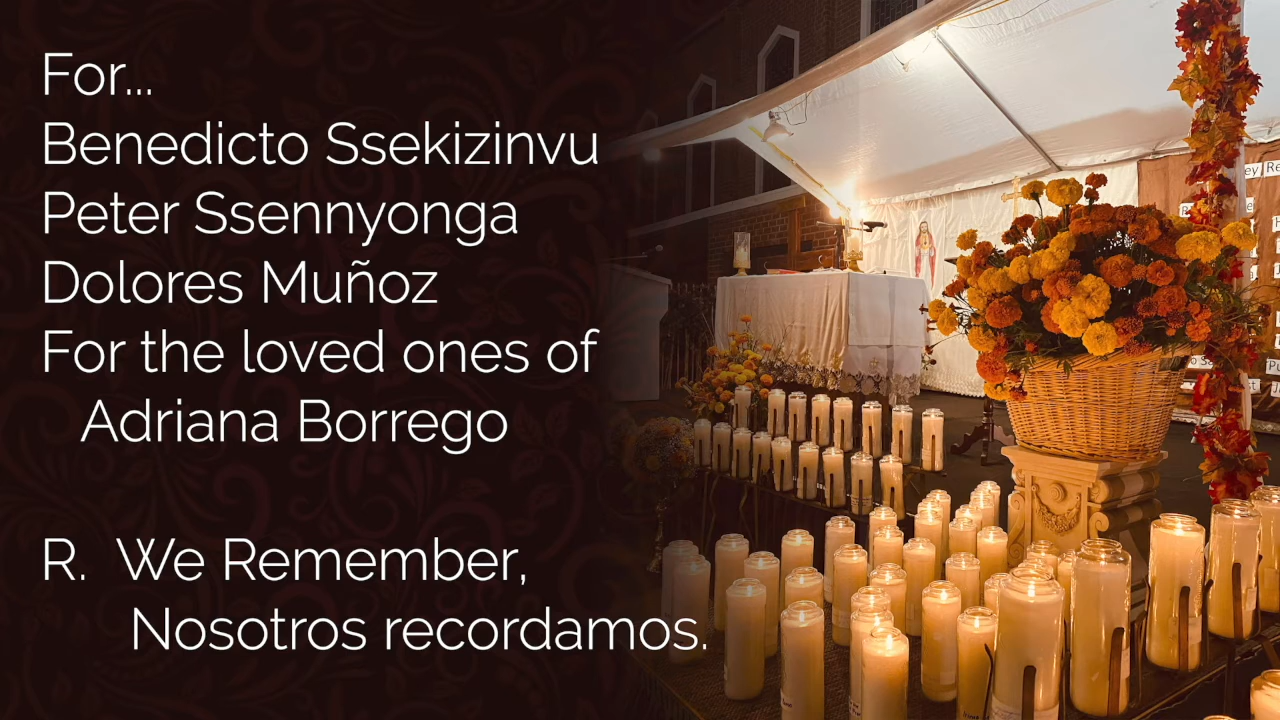 For...
Benedicto Ssekizinvu
Peter Ssennyonga
Dolores Muñoz
For the loved ones of
Adriana Borrego
R. We Remember,
Nosotros recordamos.